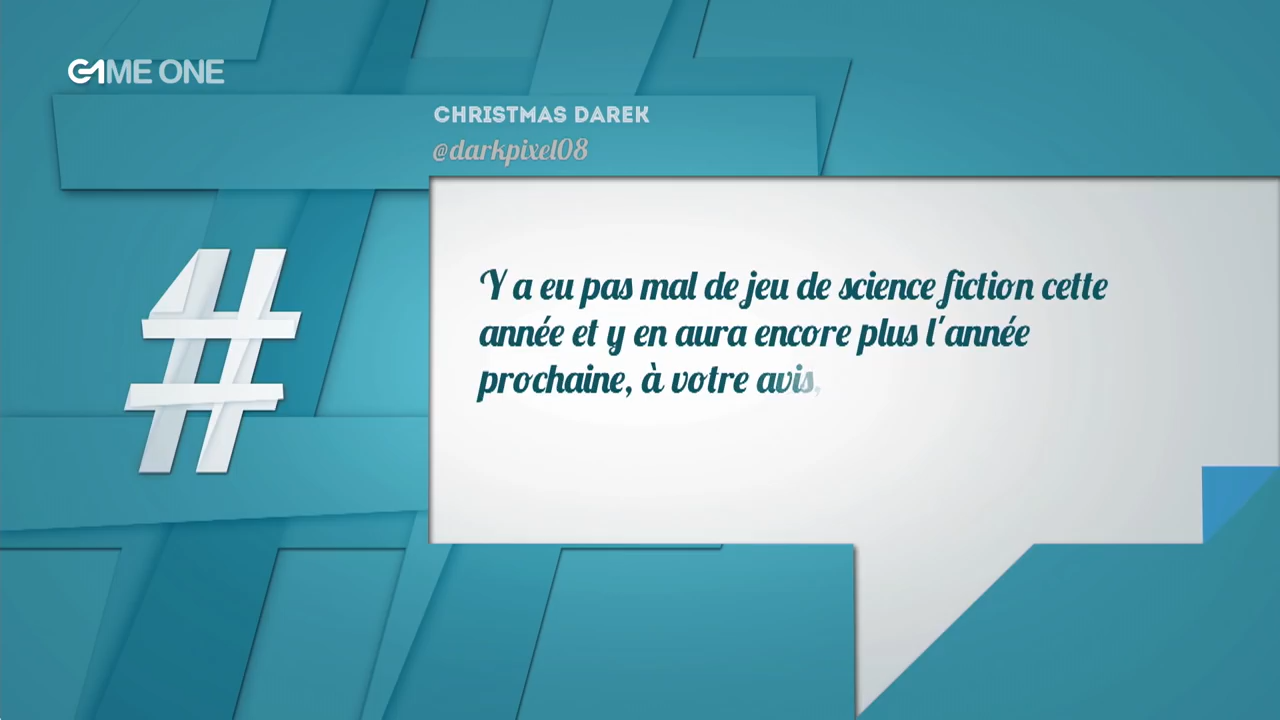 GAME ONE
CHRISTMAS DAREK
@darkpixel08
Y a eu pas mal de jeu de science fiction cette
année et y en aura encore plus l'année
prochaine, à votre avis,